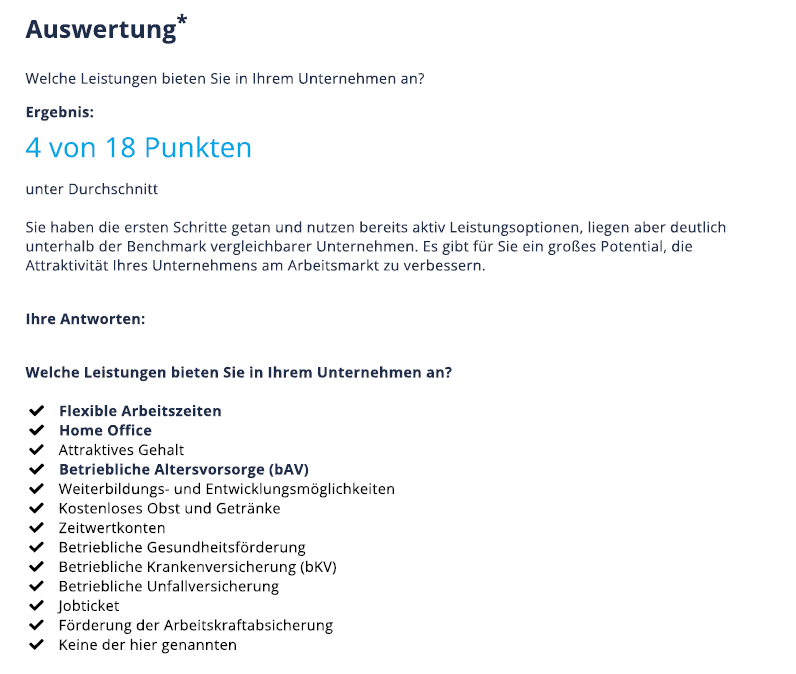 Auswertung*
Welche Leistungen bieten Sie in Ihrem Unternehmen an?
Ergebnis:
4 von 18 Punkten
unter Durchschnitt
Sie haben die ersten Schritte getan und nutzen bereits aktiv Leistungsoptionen, liegen aber deutlich
unterhalb der Benchmark vergleichbarer Unternehmen. Es gibt für Sie ein großes Potential, die
Attraktivität Ihres Unternehmens am Arbeitsmarkt zu verbessern.
Ihre Antworten:
Welche Leistungen bieten Sie in Ihrem Unternehmen an?
✔ Flexible Arbeitszeiten
✔ Home Office
✔ Attraktives Gehalt
✔ Betriebliche Altersvorsorge (bAV)
✔ Weiterbildungs- und Entwicklungsmöglichkeiten
✔ Kostenloses Obst und Getränke
✔ Zeitwertkonten
✔ Betriebliche Gesundheitsförderung
✔ Betriebliche Krankenversicherung (bKV)
✔ Betriebliche Unfallversicherung
✔ Jobticket
✔ Förderung der Arbeitskraftabsicherung
✔ Keine der hier genannten